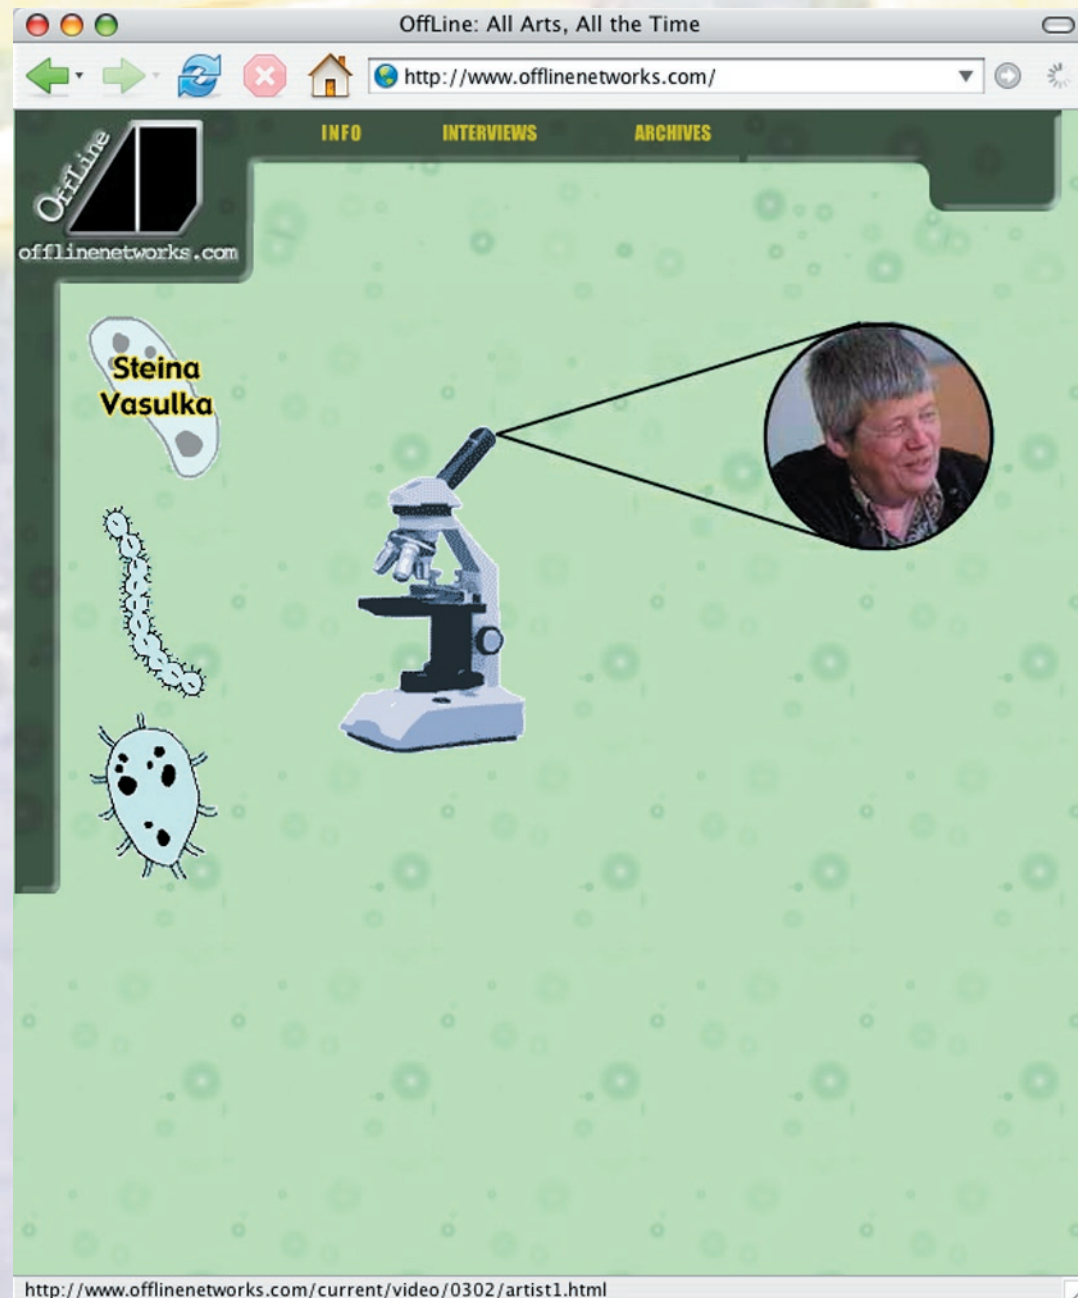 OffLine: All Arts, All the Time
http://www.offlinenetworks.com/
INFO INTERVIEWS ARCHIVES
OffLine
offlinenetworks.com
Steina
Vasulka
http://www.offlinenetworks.com/current/video/0302/artist1.html